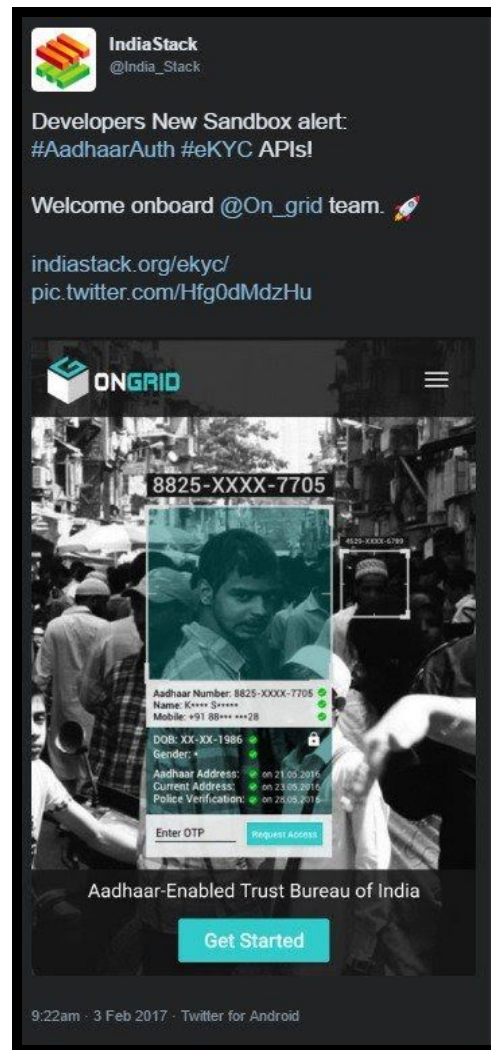 IndiaStack
@India_Stack
Developers New Sandbox alert:
#AadhaarAuth #eKYC APIs!
Welcome onboard @On_grid team. 🚀
indiastack.org/ekyc/
pic.twitter.com/Hfg0dMdzHu
ONGRID
8825-XXXX-7705
4529-XXXX-6799
Aadhaar Number: 8825-XXXX-7705
Name: K•••• S•••••
Mobile: +91 88••• •••28
DOB: XX-XX-1986
Gender: •
Aadhaar Address: on 21.05.2016
Current Address: on 23.05.2016
Police Verification: on 28.05.2016
Enter OTP Request Access
Aadhaar-Enabled Trust Bureau of India
Get Started
9:22am · 3 Feb 2017 · Twitter for Android